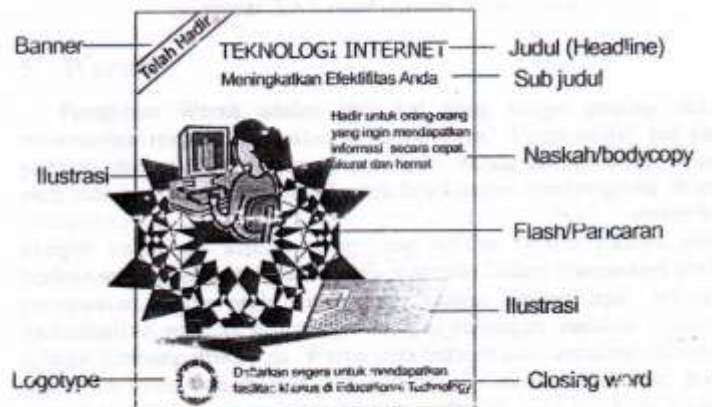 Banner
Telah Hadir
TEKNOLOGI INTERNET
Judul (Headline)
Meningkatkan Efektifitas Anda
Sub judul
Hadir untuk orang-orang
yang ingin mendapatkan
informasi secara cepat,
akurat dan hemat
Naskah/bodycopy
Ilustrasi
Flash/Pancaran
Ilustrasi
Logotype
Daftarkan segera untuk mendapatkan
fasilitas khusus di Educational Technology
Closing word